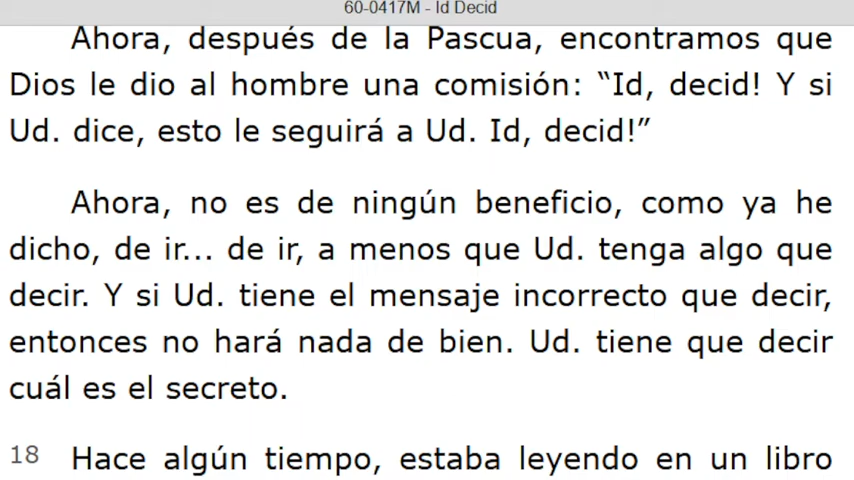 60-0417M - Id Decid
Ahora, después de la Pascua, encontramos que
Dios le dio al hombre una comisión: “Id, decid! Y si
Ud. dice, esto le seguirá a Ud. Id, decid!”
Ahora, no es de ningún beneficio, como ya he
dicho, de ir... de ir, a menos que Ud. tenga algo que
decir. Y si Ud. tiene el mensaje incorrecto que decir,
entonces no hará nada de bien. Ud. tiene que decir
cuál es el secreto.
18 Hace algún tiempo, estaba leyendo en un libro